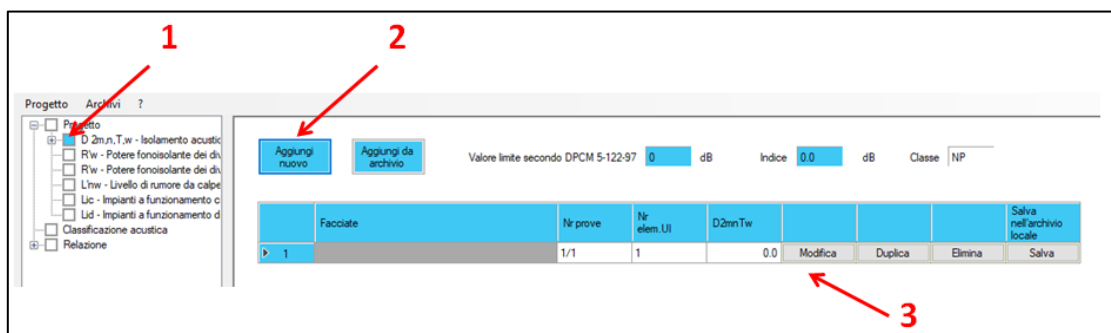 1
2
Progetto Archivi ?
Progetto
D 2m,n,T,w - Isolamento acustic
R'w - Potere fonoisolante dei div
R'w - Potere fonoisolante dei div
L'nw - Livello di rumore da calpe
Lic - Impianti a funzionamento c
Lid - Impianti a funzionamento d
Classificazione acustica
Relazione
Aggiungi
nuovo
Aggiungi da
archivio
Valore limite secondo DPCM 5-122-97 0 dB Indice 0.0 dB Classe NP
Facciate
Nr prove
Nr
elem.UI
D2mnTw
Salva
nell'archivio
locale
1 1/1 1 0.0 Modifica Duplica Elimina Salva
3